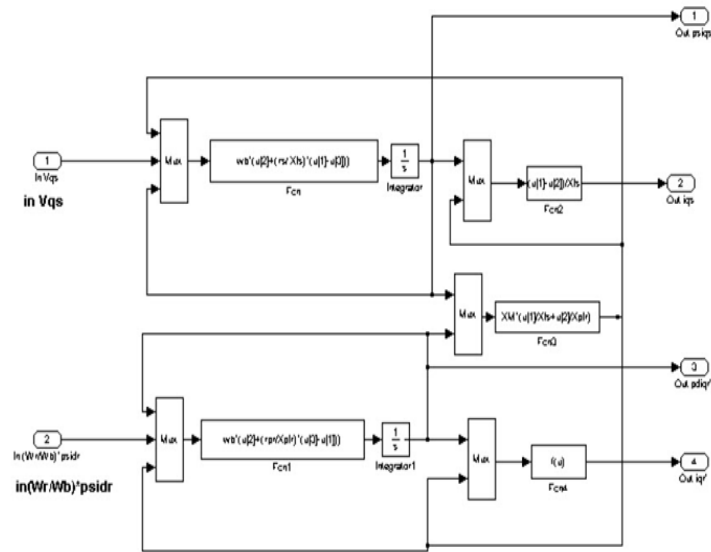 1
Out psiqs
1
In Vqs
in Vqs
Mux
wb*(u[2]+(rs/Xls)*(u[1]-u[3]))
Fcn
1
s
Integrator
Mux
(u[1]-u[2])/Xls
Fcn2
2
Out iqs
Mux
XM*(u[1]/Xls+u[2]/Xplr)
Fcn3
3
Out pdiqr'
2
In(Wr/Wb)*psidr
in(Wr/Wb)*psidr
Mux
wb*(u[2]+(rpr/Xplr)*(u[3]-u[1]))
Fcn1
1
s
Integrator1
Mux
f(u)
Fcn4
4
Out iqr'